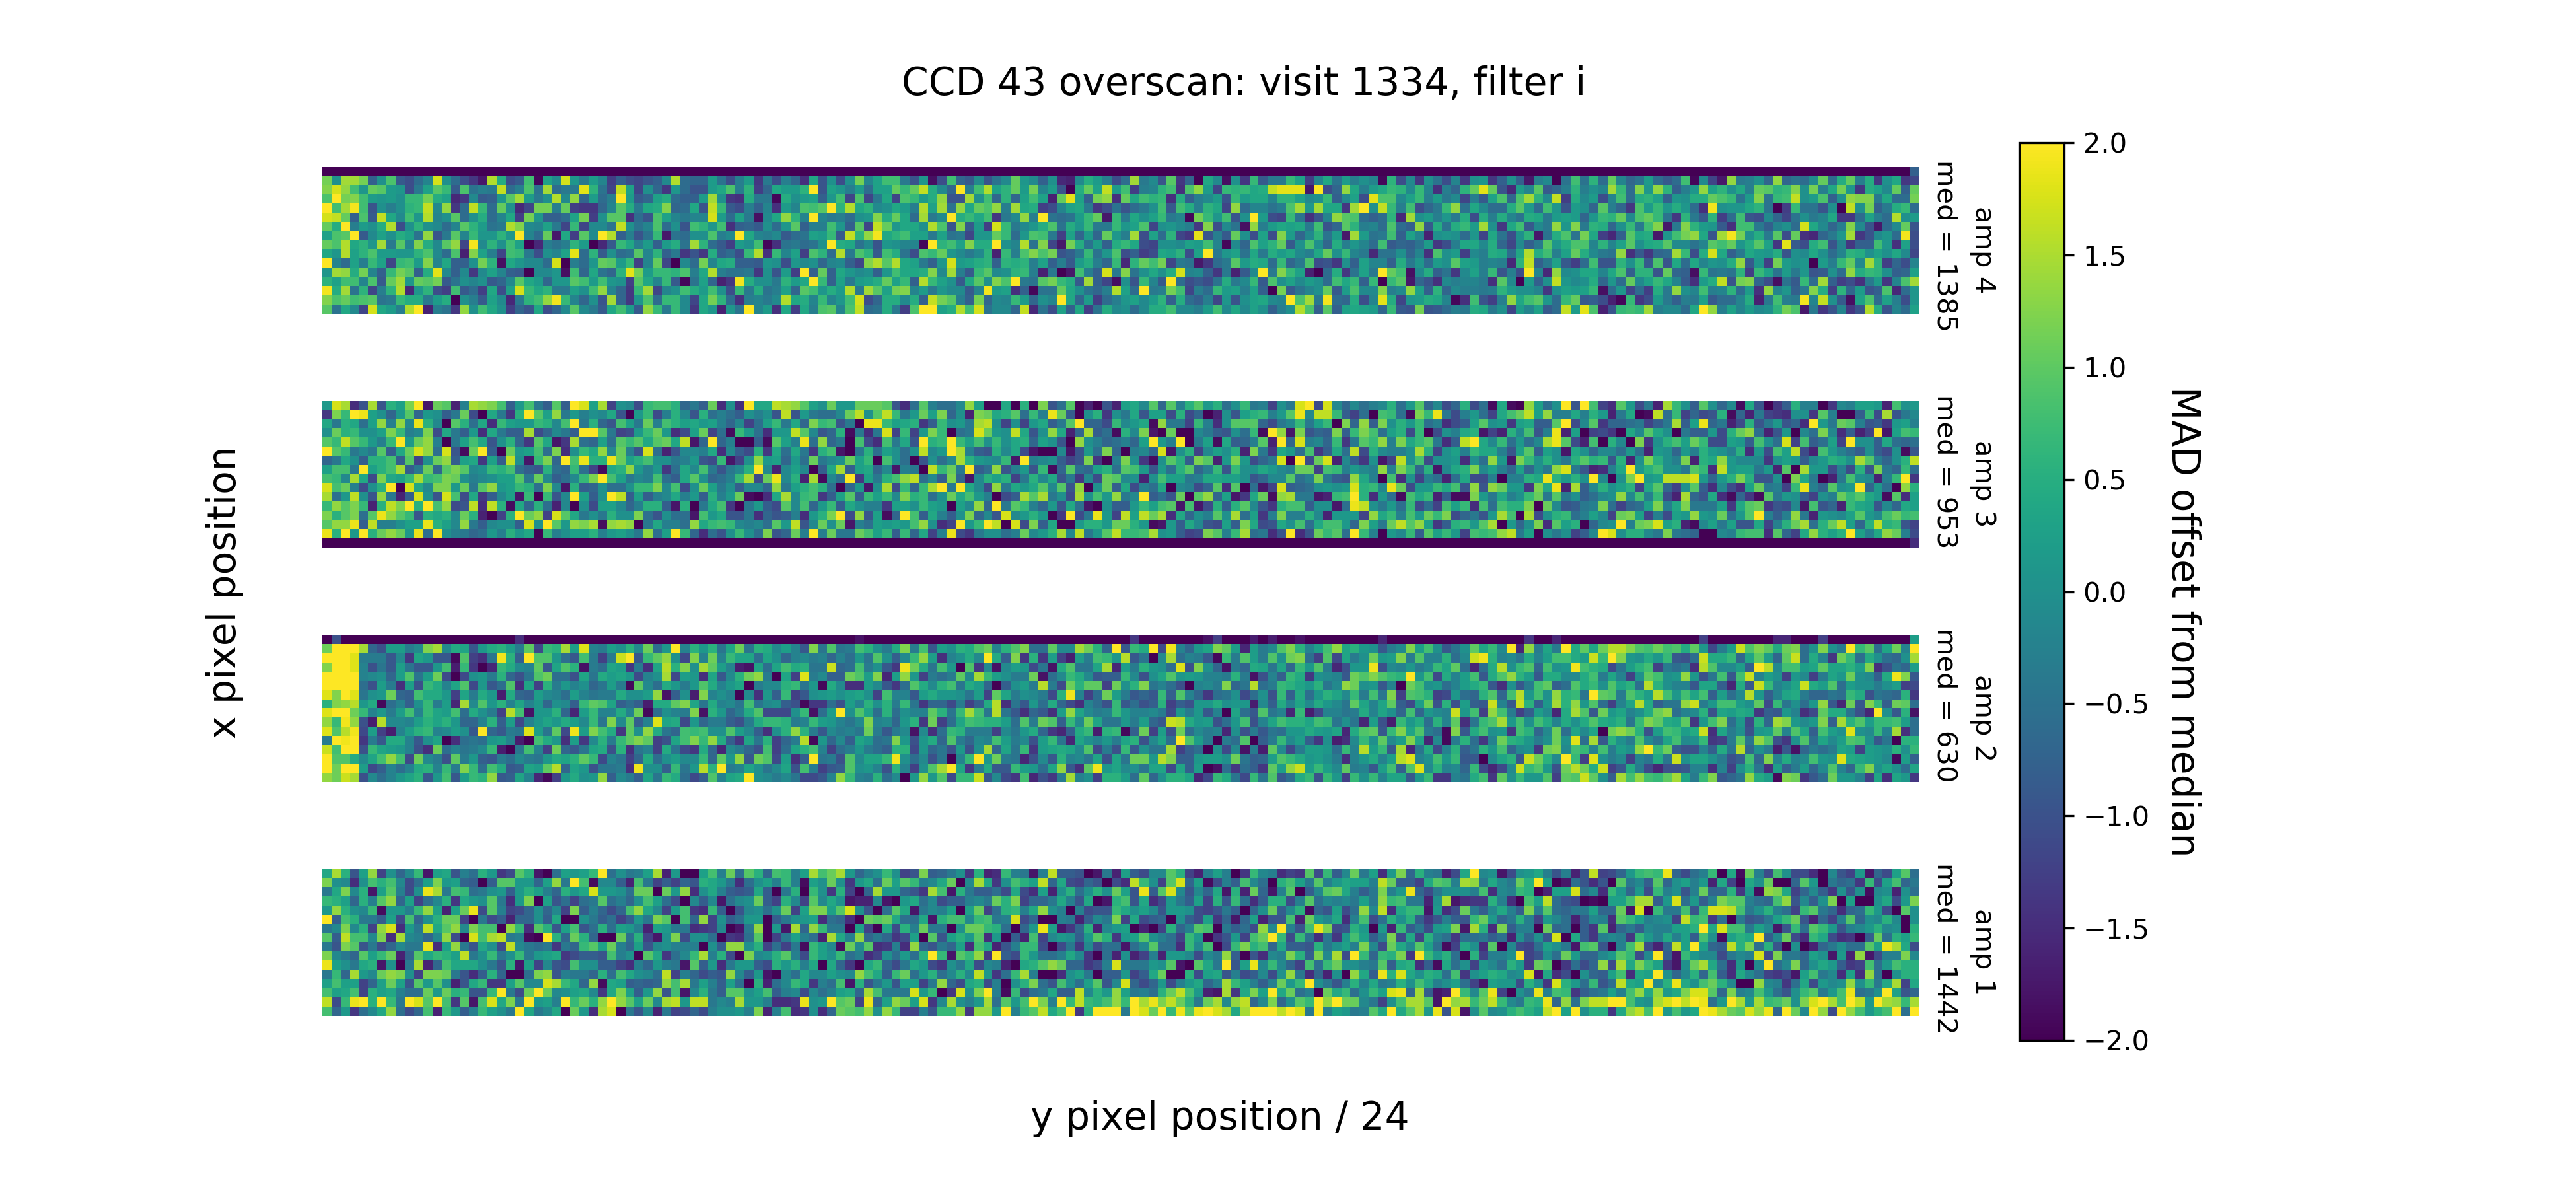 CCD 43 overscan: visit 1334, filter i
x pixel position
amp 4
med = 1385
amp 3
med = 953
amp 2
med = 630
amp 1
med = 1442
y pixel position / 24
2.0
1.5
1.0
0.5
0.0
−0.5
−1.0
−1.5
−2.0
MAD offset from median